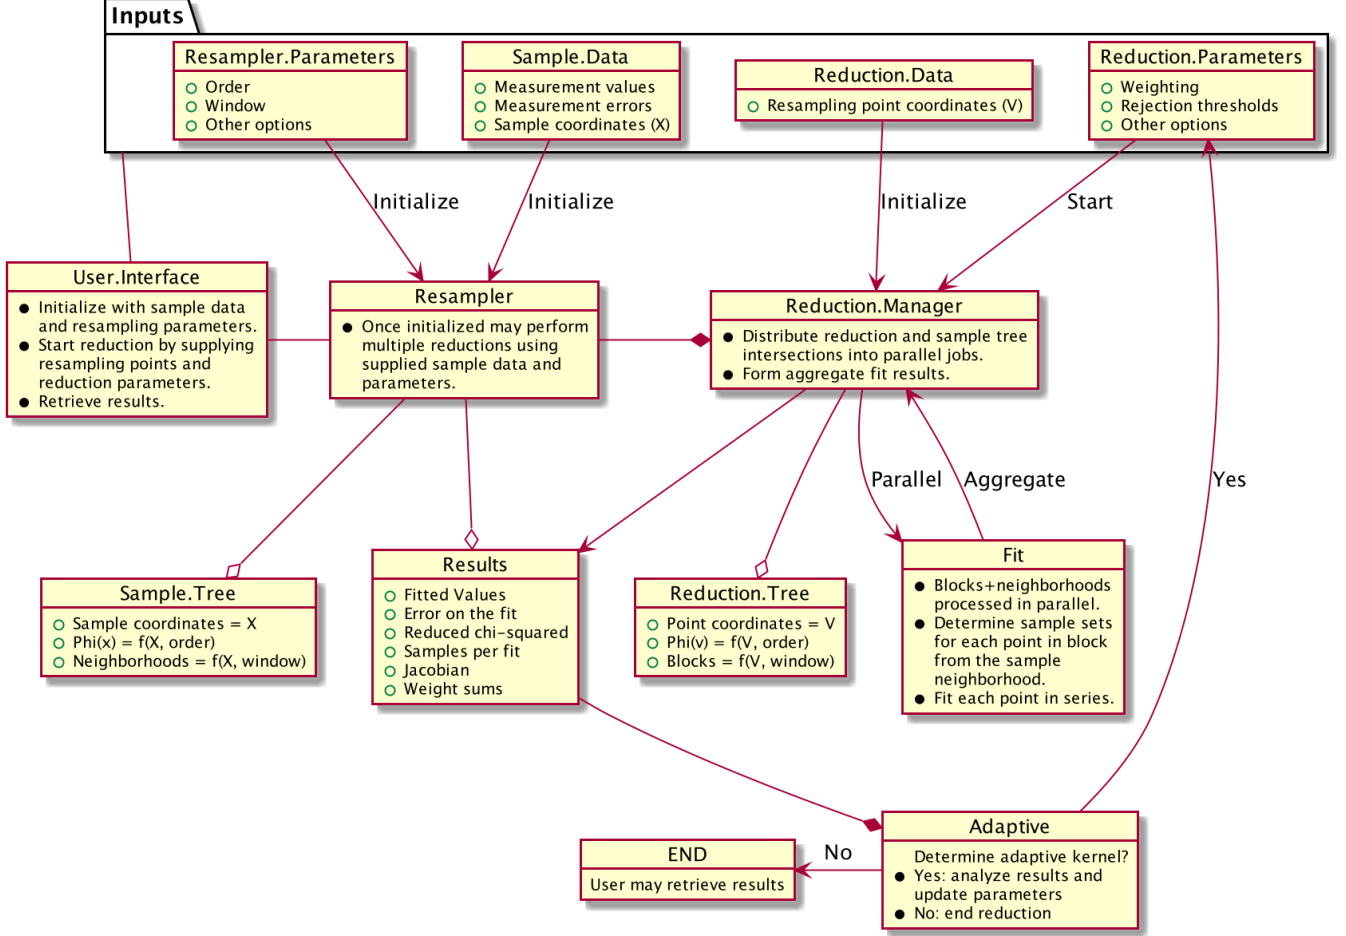 Inputs
Resampler.Parameters
Order
Window
Other options
Sample.Data
Measurement values
Measurement errors
Sample coordinates (X)
Reduction.Data
Resampling point coordinates (V)
Reduction.Parameters
Weighting
Rejection thresholds
Other options
Initialize
Initialize
Initialize
Start
User.Interface
Initialize with sample data
and resampling parameters.
Start reduction by supplying
resampling points and
reduction parameters.
Retrieve results.
Resampler
Once initialized may perform
multiple reductions using
supplied sample data and
parameters.
Reduction.Manager
Distribute reduction and sample tree
intersections into parallel jobs.
Form aggregate fit results.
Parallel
Aggregate
Yes
Sample.Tree
Sample coordinates = X
Phi(x) = f(X, order)
Neighborhoods = f(X, window)
Results
Fitted Values
Error on the fit
Reduced chi-squared
Samples per fit
Jacobian
Weight sums
Reduction.Tree
Point coordinates = V
Phi(v) = f(V, order)
Blocks = f(V, window)
Fit
Blocks+neighborhoods
processed in parallel.
Determine sample sets
for each point in block
from the sample
neighborhood.
Fit each point in series.
END
User may retrieve results
No
Adaptive
Determine adaptive kernel?
Yes: analyze results and
update parameters
No: end reduction